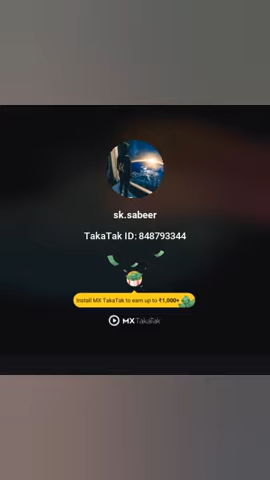 sk.sabeer
TakaTak ID: 848793344
Install MX TakaTak to earn up to ₹1,000+
MX TakaTak